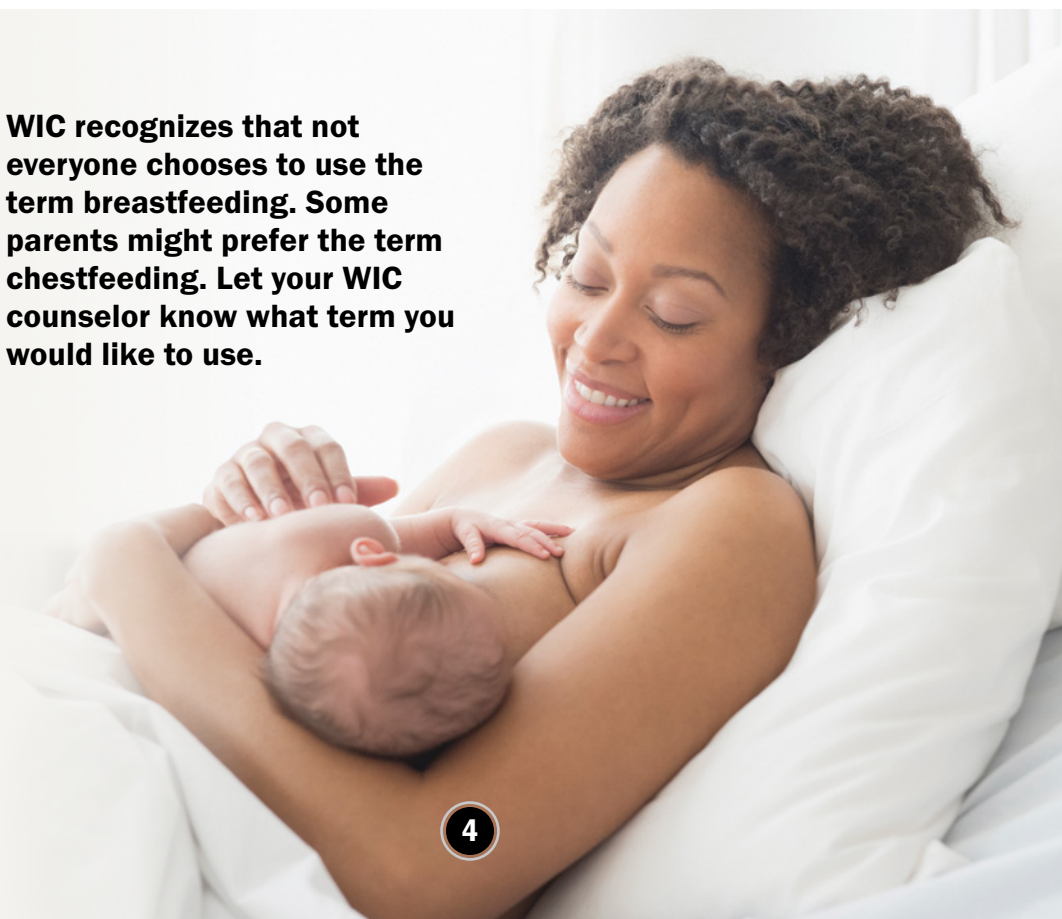 WIC recognizes that not
everyone chooses to use the
term breastfeeding. Some
parents might prefer the term
chestfeeding. Let your WIC
counselor know what term you
would like to use.
4